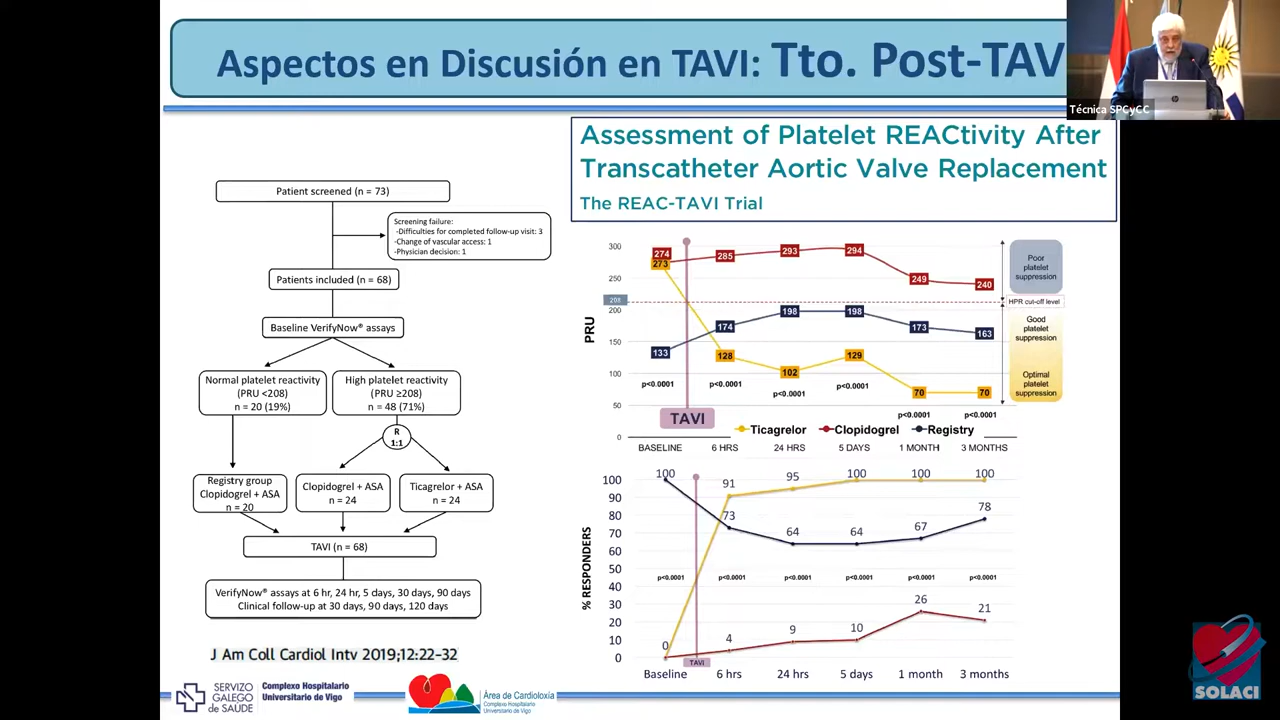 Aspectos en Discusión en TAVI: Tto. Post-TAV
Técnica SPCyCC
Assessment of Platelet REACtivity After
Transcatheter Aortic Valve Replacement
The REAC-TAVI Trial
Patient screened (n = 73)
Screening failure:
-Difficulties for completed follow-up visit: 3
-Change of vascular access: 1
-Physician decision: 1
Patients included (n = 68)
Baseline VerifyNow® assays
Normal platelet reactivity
(PRU <208)
n = 20 (19%)
High platelet reactivity
(PRU ≥208)
n = 48 (71%)
R
1:1
Registry group
Clopidogrel + ASA
n = 20
Clopidogrel + ASA
n = 24
Ticagrelor + ASA
n = 24
TAVI (n = 68)
VerifyNow® assays at 6 hr, 24 hr, 5 days, 30 days, 90 days
Clinical follow-up at 30 days, 90 days, 120 days
J Am Coll Cardiol Intv 2019;12:22-32
PRU
300
250
208
200
150
100
50
0
274 285 293 294 249 240
273 128 102 129 70 70
133 174 198 198 173 163
p<0.0001 p<0.0001 p<0.0001 p<0.0001 p<0.0001 p<0.0001
Poor
platelet
suppression
HPR cut-off level
Good
platelet
suppression
Optimal
platelet
suppression
TAVI
Ticagrelor Clopidogrel Registry
BASELINE 6 HRS 24 HRS 5 DAYS 1 MONTH 3 MONTHS
% RESPONDERS
100
90
80
70
60
50
40
30
20
10
0
100 91 95 100 100 100
73 64 64 67 78
p<0.0001 p<0.0001 p<0.0001 p<0.0001 p<0.0001 p<0.0001
0 4 9 10 26 21
TAVI
Baseline 6 hrs 24 hrs 5 days 1 month 3 months
SERVIZO
GALEGO
de SAÚDE
Complexo Hospitalario
Universitario de Vigo
Área de Cardioloxía
Complexo Hospitalario
Universitario de Vigo
SOLACI
hp